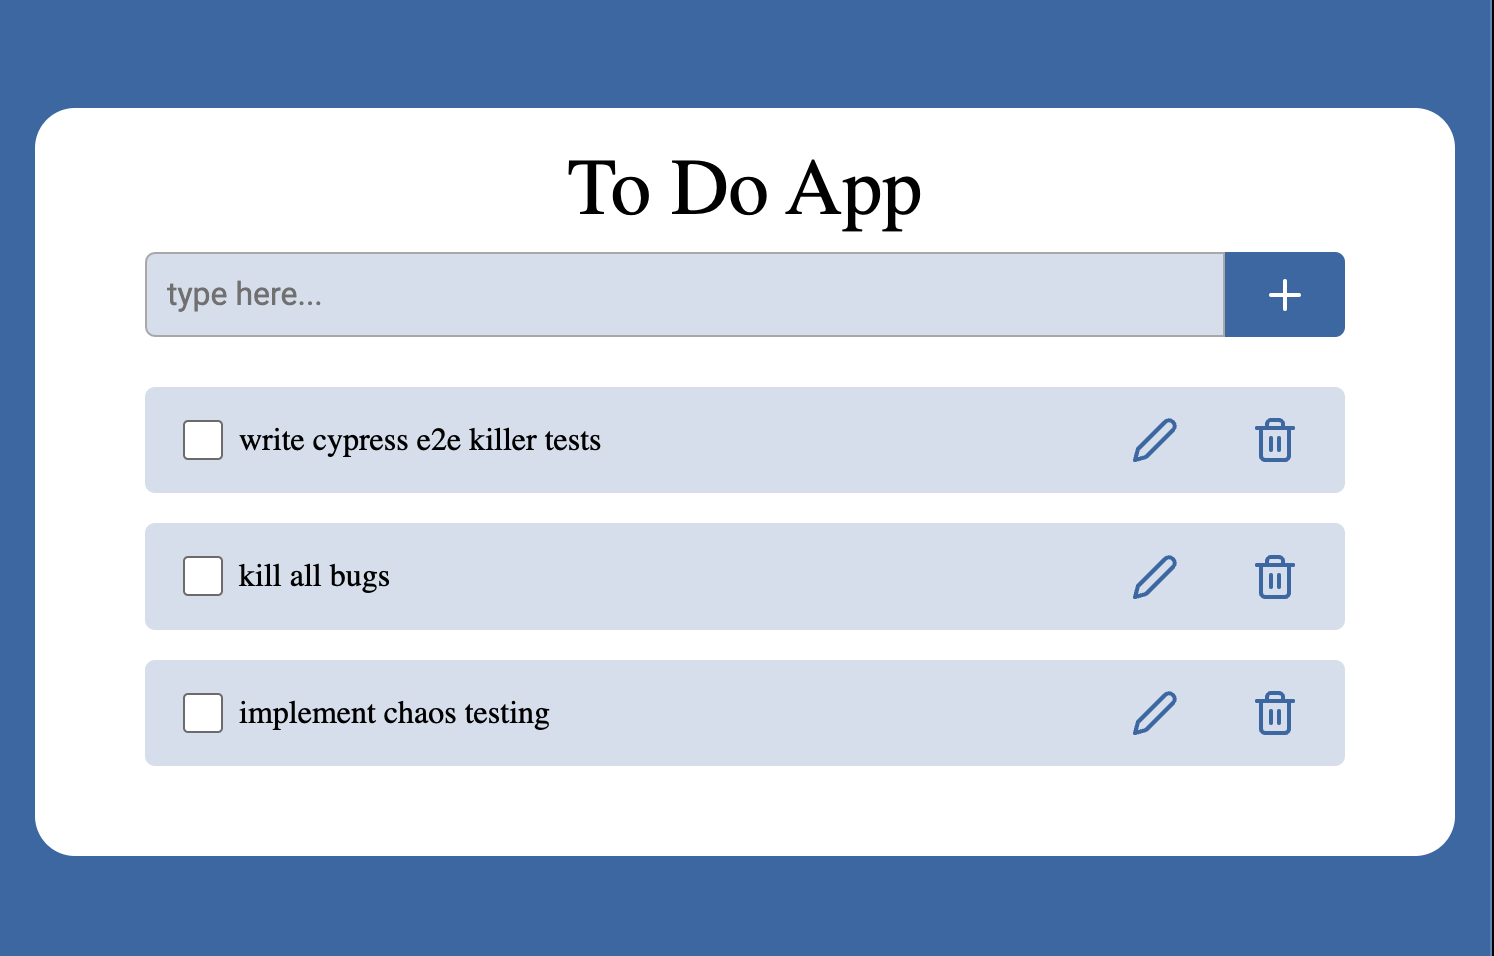 To Do App
type here...
write cypress e2e killer tests
kill all bugs
implement chaos testing